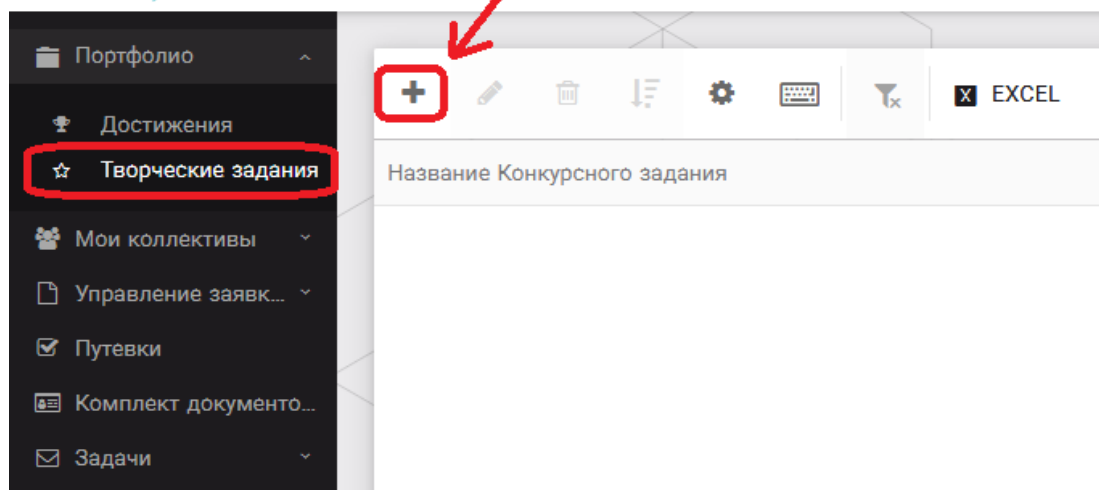 Портфолио
Достижения
Творческие задания
Мои коллективы
Управление заявк...
Путевки
Комплект документо...
Задачи
X EXCEL
Название Конкурсного задания